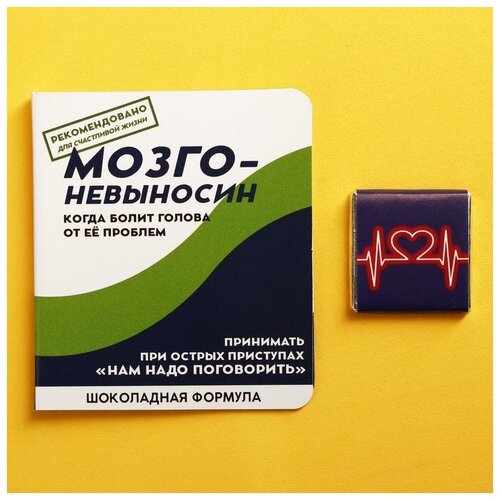 РЕКОМЕНДОВАНО
ДЛЯ СЧАСТЛИВОЙ ЖИЗНИ
МОЗГО-
НЕВЫНОСИН
КОГДА БОЛИТ ГОЛОВА
ОТ ЕЁ ПРОБЛЕМ
ПРИНИМАТЬ
ПРИ ОСТРЫХ ПРИСТУПАХ
«НАМ НАДО ПОГОВОРИТЬ»
ШОКОЛАДНАЯ ФОРМУЛА